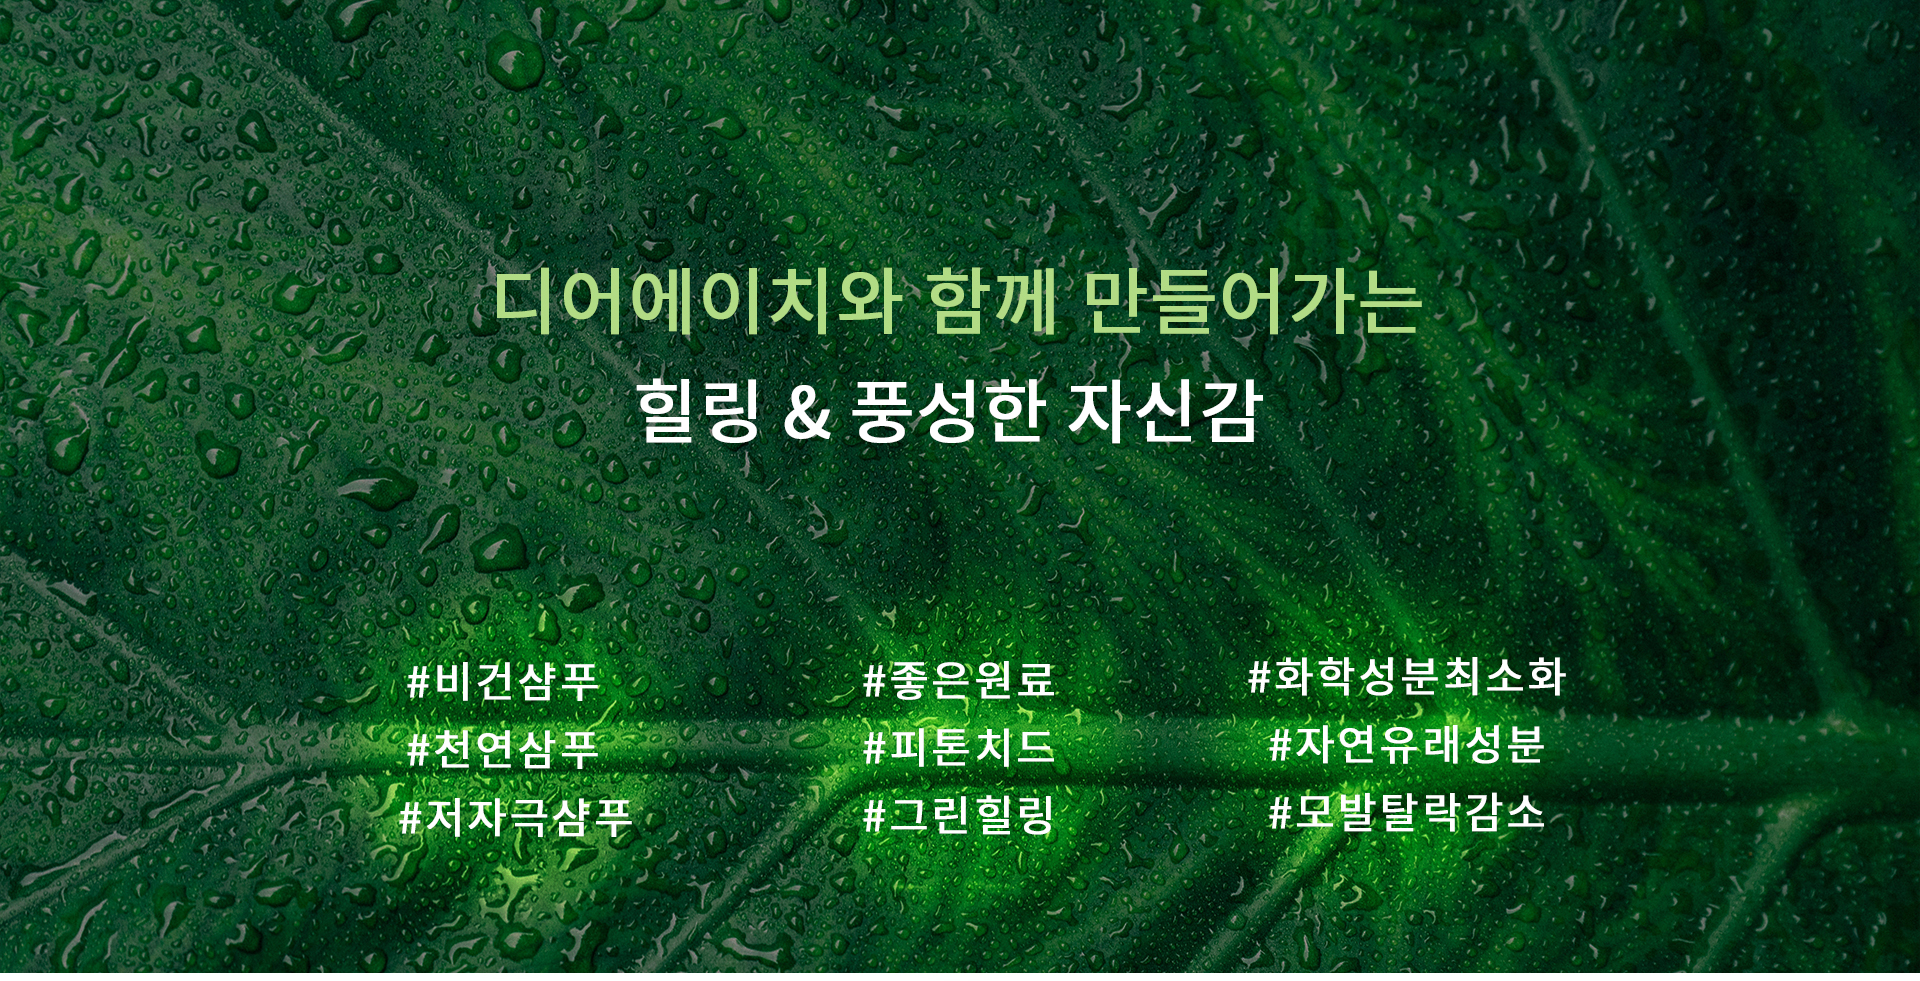 디어에이치와 함께 만들어가는
힐링 & 풍성한 자신감
#비건샴푸
#천연삼푸
#저자극샴푸
#좋은원료
#피톤치드
#그린힐링
#화학성분최소화
#자연유래성분
#모발탈락감소